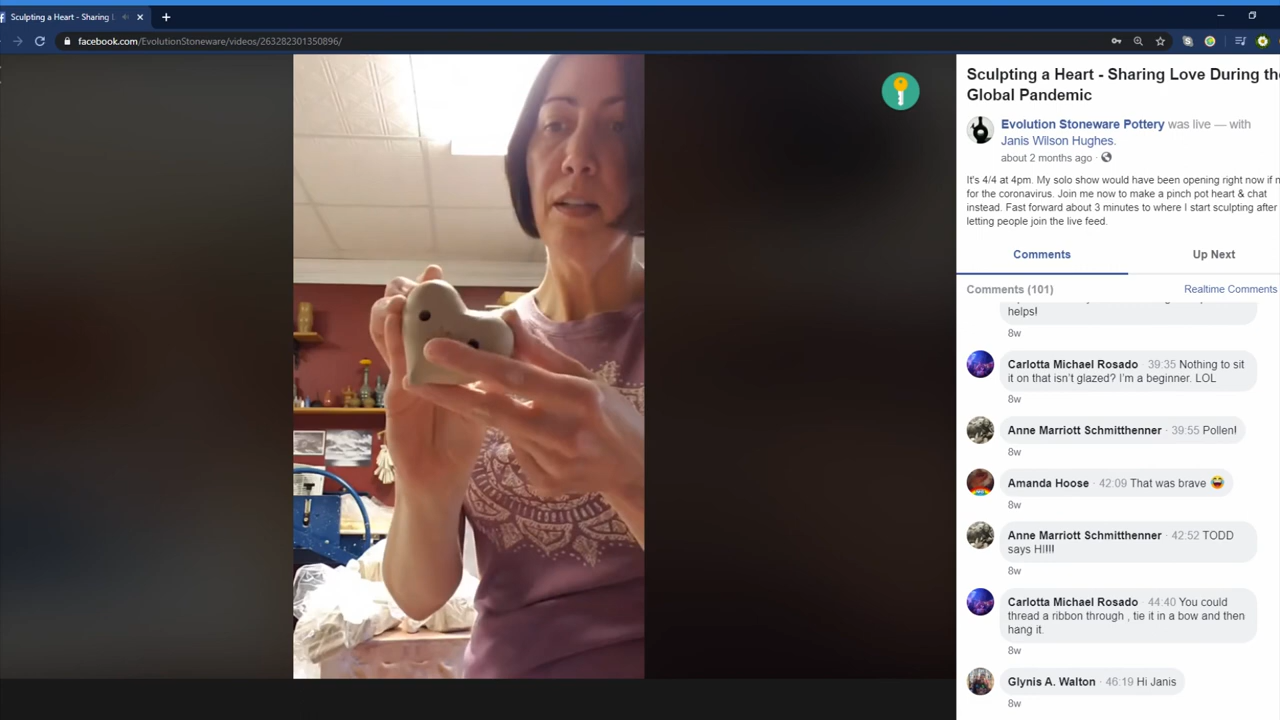 Sculpting a Heart - Sharing L
facebook.com/EvolutionStoneware/videos/263282301350896/
Sculpting a Heart - Sharing Love During th
Global Pandemic
Evolution Stoneware Pottery was live — with
Janis Wilson Hughes.
about 2 months ago
It's 4/4 at 4pm. My solo show would have been opening right now if n
for the coronavirus. Join me now to make a pinch pot heart & chat
instead. Fast forward about 3 minutes to where I start sculpting after
letting people join the live feed.
Comments
Up Next
Comments (101)
Realtime Comments
helps!
8w
Carlotta Michael Rosado · 39:35 Nothing to sit
it on that isn't glazed? I'm a beginner. LOL
8w
Anne Marriott Schmitthenner · 39:55 Pollen!
8w
Amanda Hoose · 42:09 That was brave 😆
8w
Anne Marriott Schmitthenner · 42:52 TODD
says Hi!!!
8w
Carlotta Michael Rosado · 44:40 You could
thread a ribbon through , tie it in a bow and then
hang it.
8w
Glynis A. Walton · 46:19 Hi Janis
8w